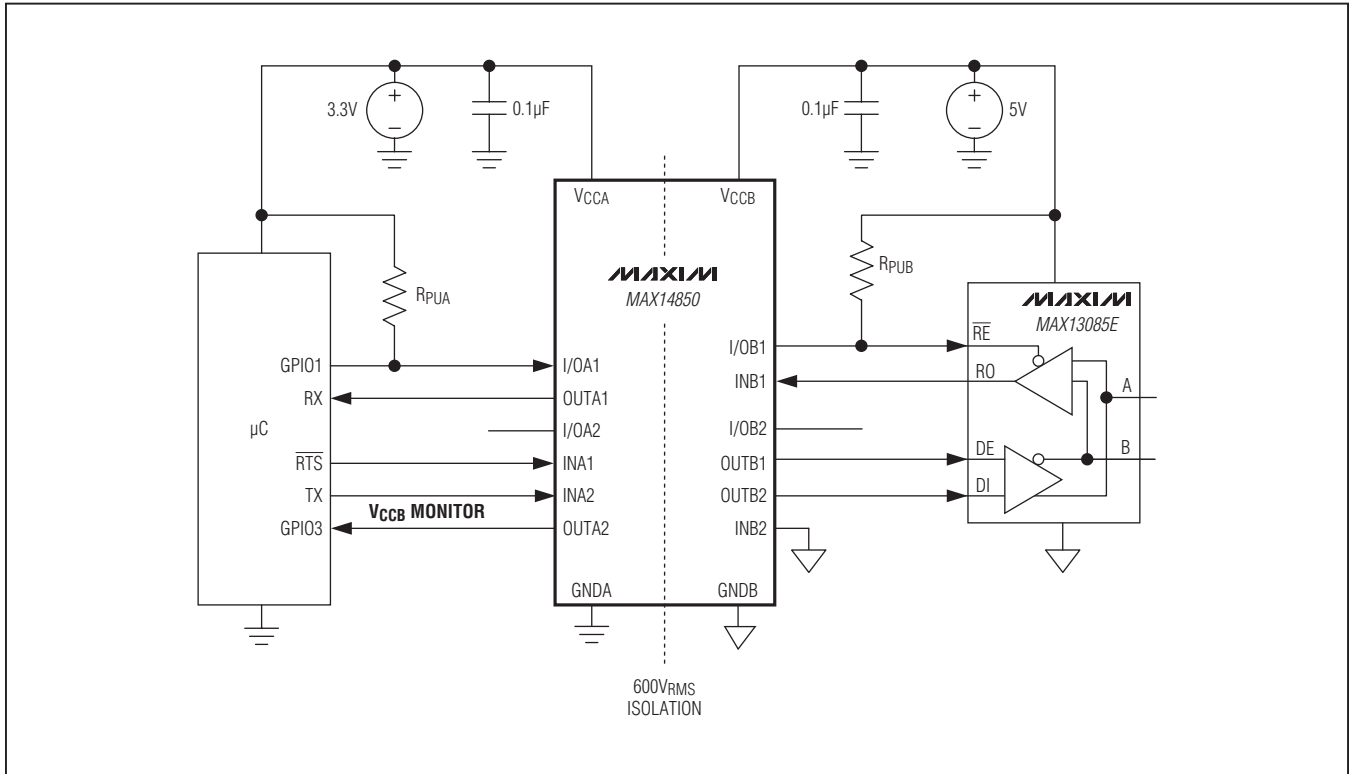 3.3V
0.1µF
0.1µF
5V
VCCA
VCCB
RPUA
RPUB
MAXIM
MAX14850
MAXIM
MAX13085E
µC
GPIO1
RX
RTS
TX
GPIO3
VCCB MONITOR
I/OA1
OUTA1
I/OA2
INA1
INA2
OUTA2
GNDA
I/OB1
INB1
I/OB2
OUTB1
OUTB2
INB2
GNDB
RE
RO
DE
DI
A
B
600VRMS
ISOLATION